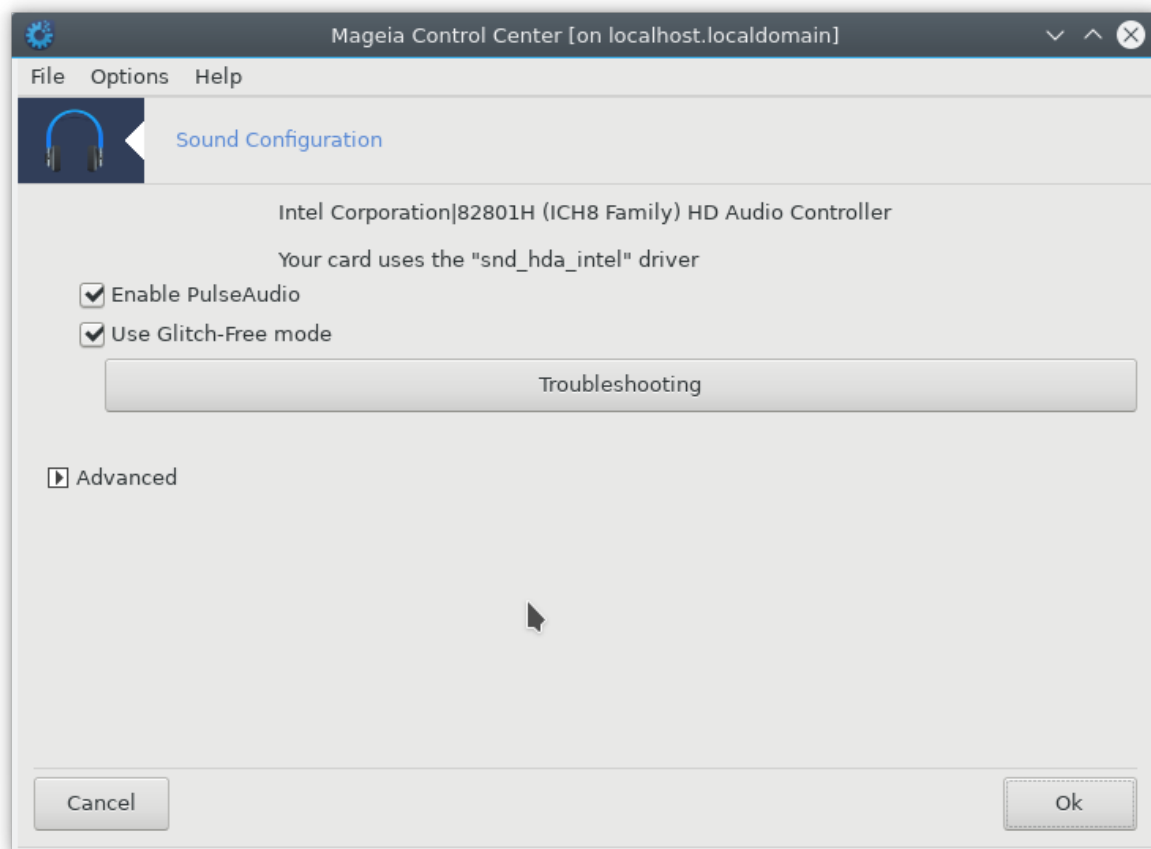 Mageia Control Center [on localhost.localdomain]
File Options Help
Sound Configuration
Intel Corporation|82801H (ICH8 Family) HD Audio Controller
Your card uses the "snd_hda_intel" driver
Enable PulseAudio
Use Glitch-Free mode
Troubleshooting
Advanced
Cancel Ok